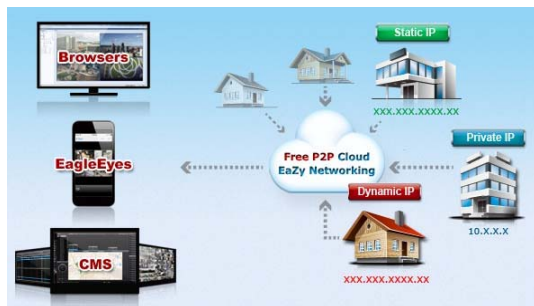 Browsers
EagleEyes
CMS
Free P2P Cloud
EaZy Networking
Static IP
xxx.xxx.xxxx.xx
Private IP
10.X.X.X
Dynamic IP
xxx.xxx.xxxx.xx